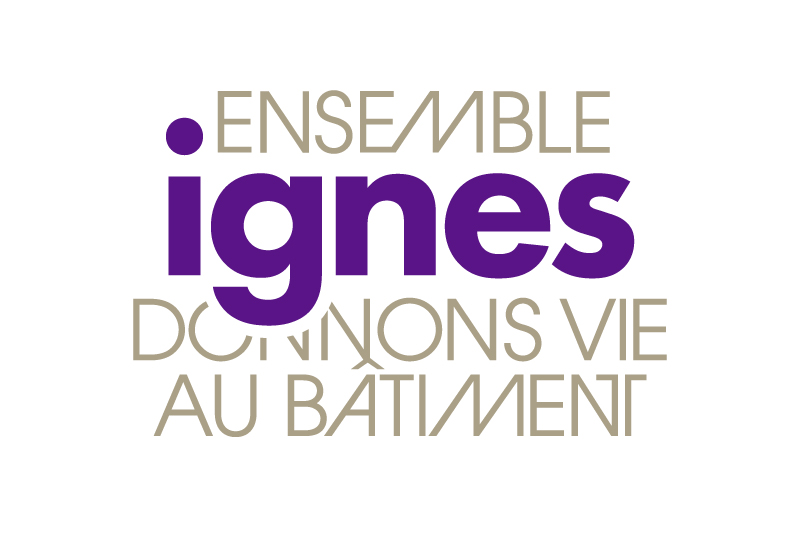 ENSEMBLE
ignes
DONNONS VIE
AU BÂTIMENT